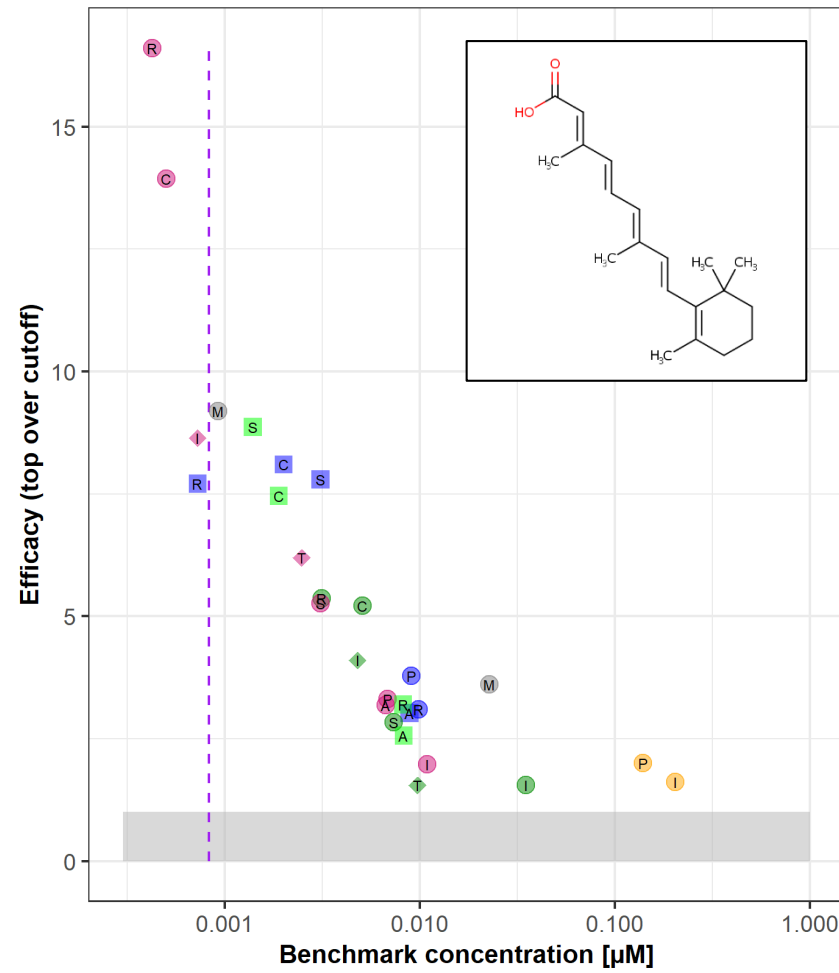 R
15
C
O
HO
H₃C
H₃C
H₃C
CH₃
H₃C
10
M
S
I
C
R
S
C
T
R
S
C
5
I
P
M
P
A
R
A
R
S
A
I
P
T
I
I
0
0.001
0.010
0.100
1.000
Efficacy (top over cutoff)
Benchmark concentration [µM]